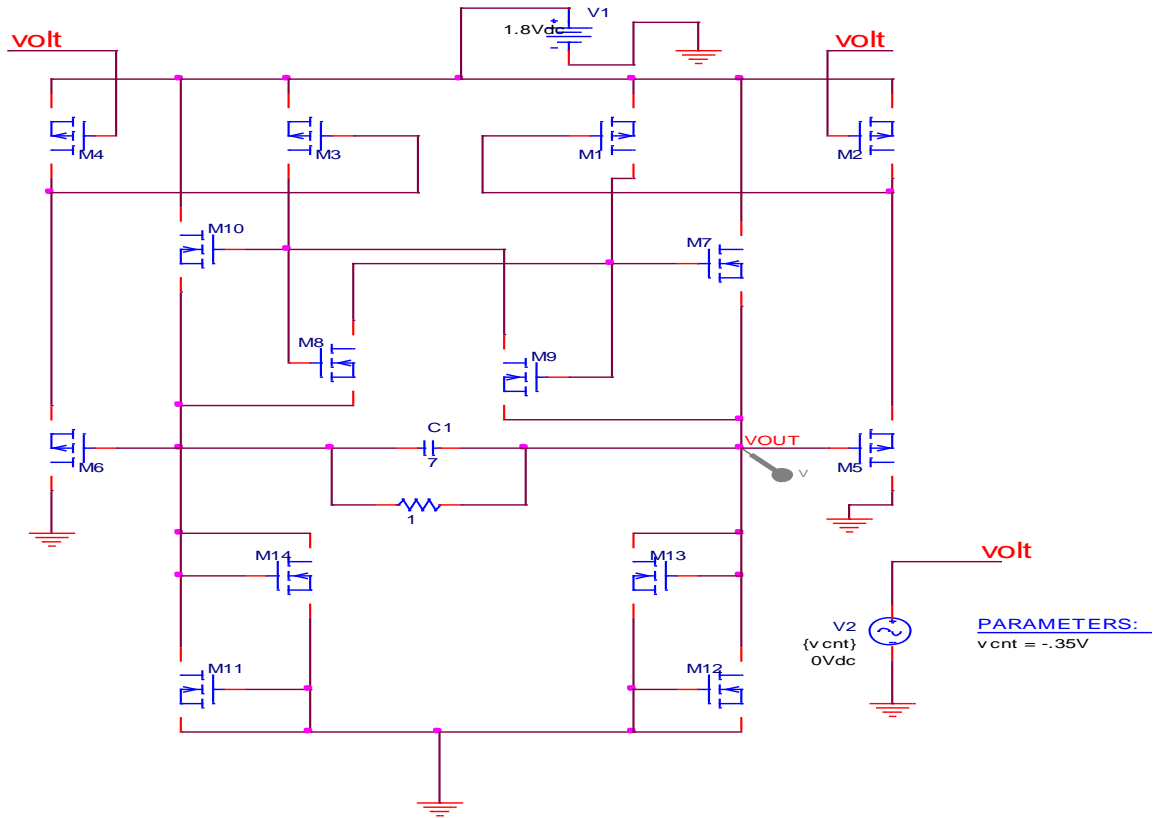 V1
1.8Vdc
volt
volt
M4
M3
M1
M2
M10
M7
M8
M9
C1
7
VOUT
M6
V
M5
1
M14
M13
volt
V2
{vcnt}
0Vdc
PARAMETERS:
vcnt = -.35V
M11
M12